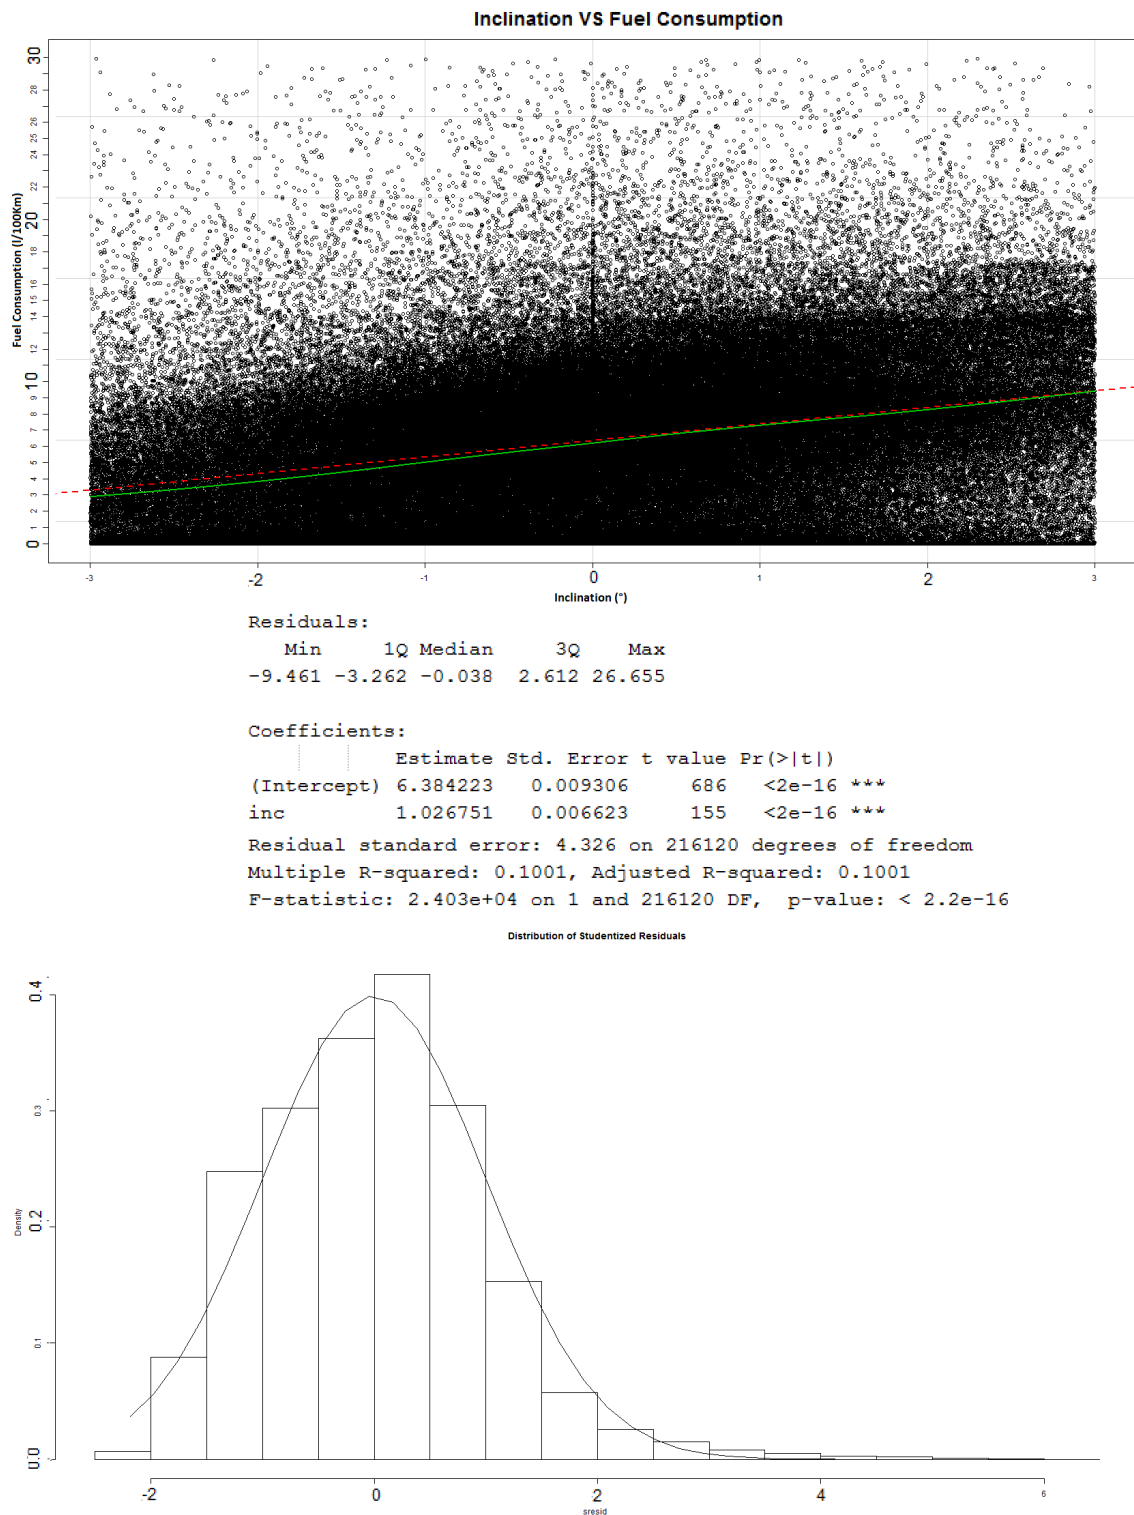 Inclination VS Fuel Consumption
Fuel Consumption (l/100Km)
30
28
26
25
24
22
20
18
16
15
14
12
10
8
7
6
5
4
3
2
1
0
-3
-2
-1
0
1
2
3
Inclination (°)
Residuals:
Min 1Q Median 3Q Max
-9.461 -3.262 -0.038 2.612 26.655
Coefficients:
Estimate Std. Error t value Pr(>|t|)
(Intercept) 6.384223 0.009306 686 <2e-16 ***
inc 1.026751 0.006623 155 <2e-16 ***
Residual standard error: 4.326 on 216120 degrees of freedom
Multiple R-squared: 0.1001, Adjusted R-squared: 0.1001
F-statistic: 2.403e+04 on 1 and 216120 DF, p-value: < 2.2e-16
Distribution of Studentized Residuals
Density
0.4
0.3
0.2
0.1
0.0
-2
0
2
4
6
sresid